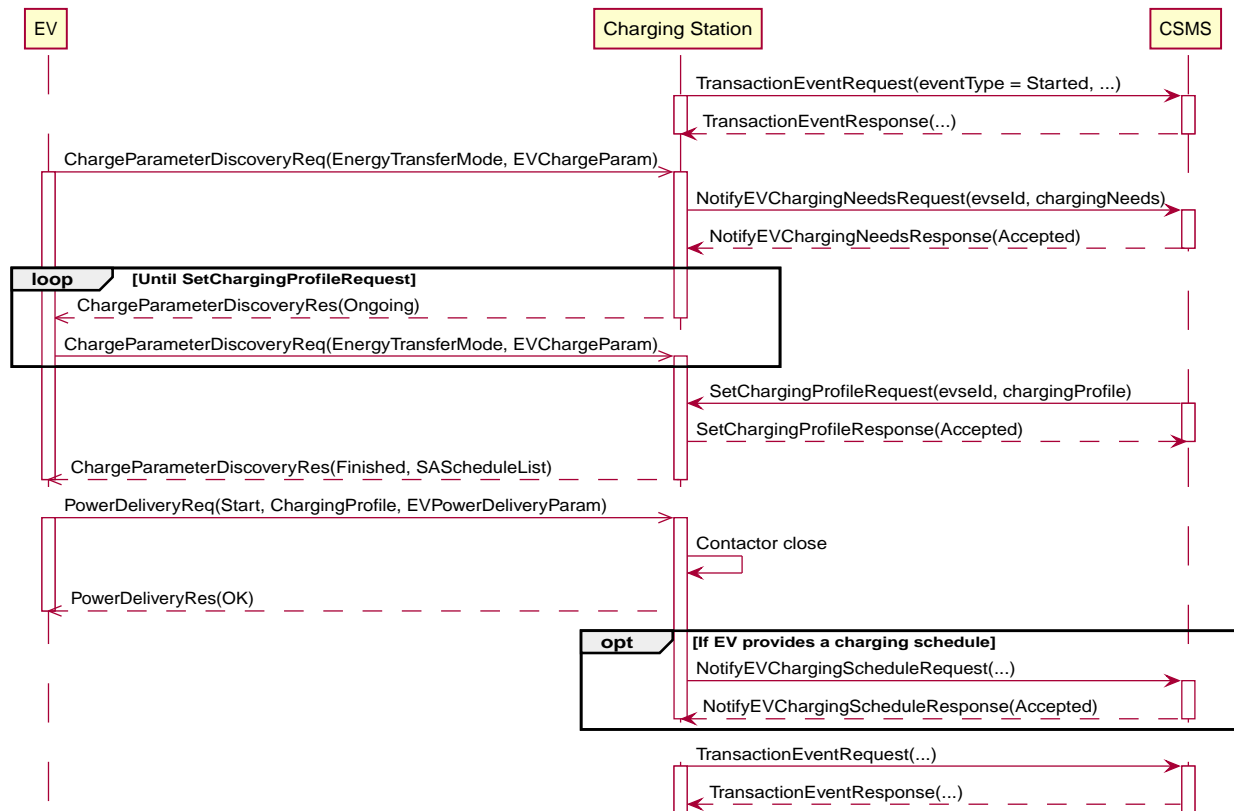 EV
Charging Station
CSMS
TransactionEventRequest(eventType = Started, ...)
TransactionEventResponse(...)
ChargeParameterDiscoveryReq(EnergyTransferMode, EVChargeParam)
NotifyEVChargingNeedsRequest(evseId, chargingNeeds)
NotifyEVChargingNeedsResponse(Accepted)
loop [Until SetChargingProfileRequest]
ChargeParameterDiscoveryRes(Ongoing)
ChargeParameterDiscoveryReq(EnergyTransferMode, EVChargeParam)
SetChargingProfileRequest(evseId, chargingProfile)
SetChargingProfileResponse(Accepted)
ChargeParameterDiscoveryRes(Finished, SAScheduleList)
PowerDeliveryReq(Start, ChargingProfile, EVPowerDeliveryParam)
Contactor close
PowerDeliveryRes(OK)
opt [If EV provides a charging schedule]
NotifyEVChargingScheduleRequest(...)
NotifyEVChargingScheduleResponse(Accepted)
TransactionEventRequest(...)
TransactionEventResponse(...)